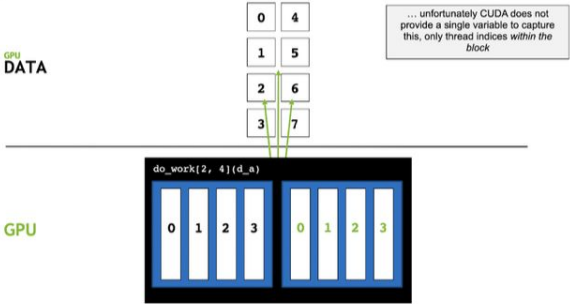 0 4
1 5
2 6
3 7
GPU
DATA
... unfortunately CUDA does not
provide a single variable to capture
this, only thread indices within the
block
do_work[2, 4](d_a)
GPU
0 1 2 3 0 1 2 3